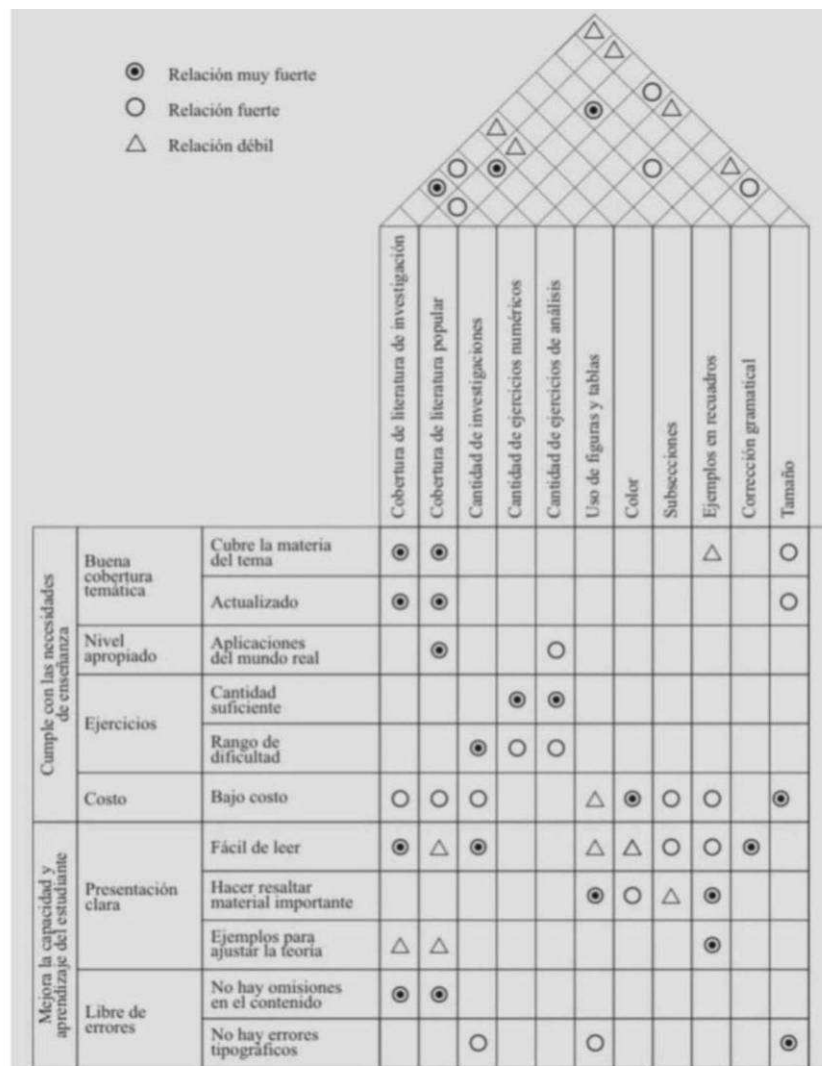 Relación muy fuerte
Relación fuerte
Relación débil
Cobertura de literatura de investigación
Cobertura de literatura popular
Cantidad de investigaciones
Cantidad de ejercicios numéricos
Cantidad de ejercicios de análisis
Uso de figuras y tablas
Color
Subsecciones
Ejemplos en recuadros
Corrección gramatical
Tamaño
Cumple con las necesidades
de enseñanza
Buena
cobertura
temática
Cubre la materia
del tema
Actualizado
Nivel
apropiado
Aplicaciones
del mundo real
Ejercicios
Cantidad
suficiente
Rango de
dificultad
Costo
Bajo costo
Mejora la capacidad y
aprendizaje del estudiante
Presentación
clara
Fácil de leer
Hacer resaltar
material importante
Ejemplos para
ajustar la teoría
Libre de
errores
No hay omisiones
en el contenido
No hay errores
tipográficos